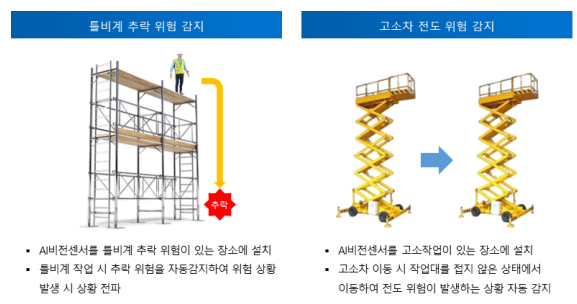 틀비계 추락 위험 감지
고소차 전도 위험 감지
추락
▪ AI비전센서를 틀비계 추락 위험이 있는 장소에 설치
▪ 틀비계 작업 시 추락 위험을 자동감지하여 위험 상황
발생 시 상황 전파
▪ AI비전센서를 고소작업이 있는 장소에 설치
▪ 고소차 이동 시 작업대를 접지 않은 상태에서
이동하여 전도 위험이 발생하는 상황 자동 감지